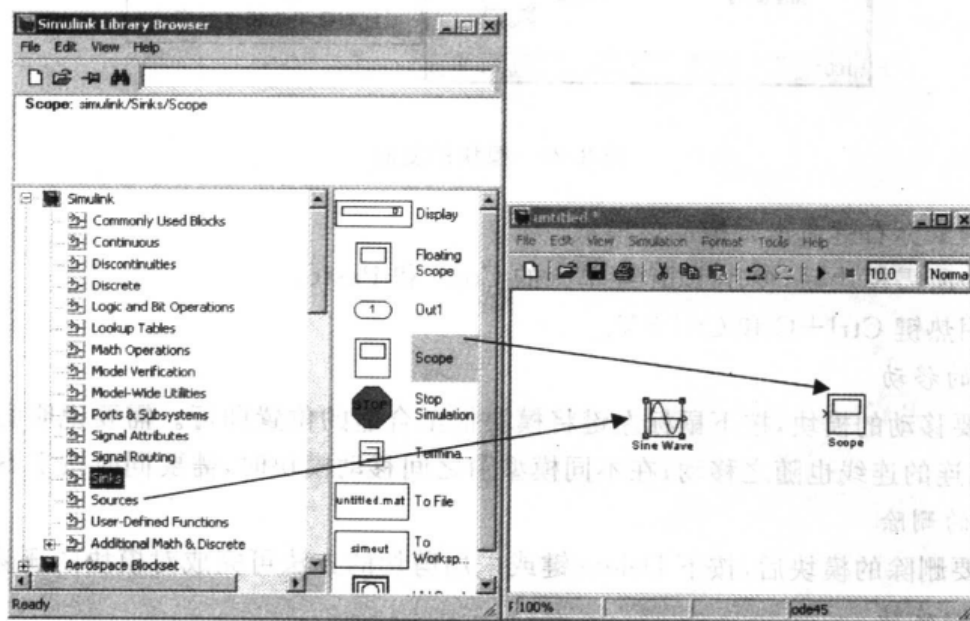 Simulink Library Browser
File Edit View Help
Scope: simulink/Sinks/Scope
Simulink
Commonly Used Blocks
Continuous
Discontinuities
Discrete
Logic and Bit Operations
Lookup Tables
Math Operations
Model Verification
Model-Wide Utilities
Ports & Subsystems
Signal Attributes
Signal Routing
Sinks
Sources
User-Defined Functions
Additional Math & Discrete
Aerospace Blockset
Ready
Display
Floating
Scope
1
Out1
Scope
STOP
Stop
Simulation
Termina
untitled.mat
To File
simout
To
Worksp
untitled *
File Edit View Simulation Format Tools Help
10.0
Norma
Sine Wave
Scope
100%
ode45